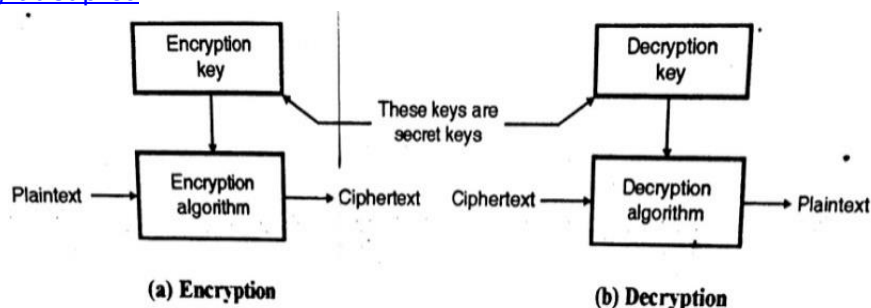 Encryption
key
Decryption
key
These keys are
secret keys
Plaintext
Encryption
algorithm
Ciphertext
Ciphertext
Decryption
algorithm
Plaintext
(a) Encryption
(b) Decryption